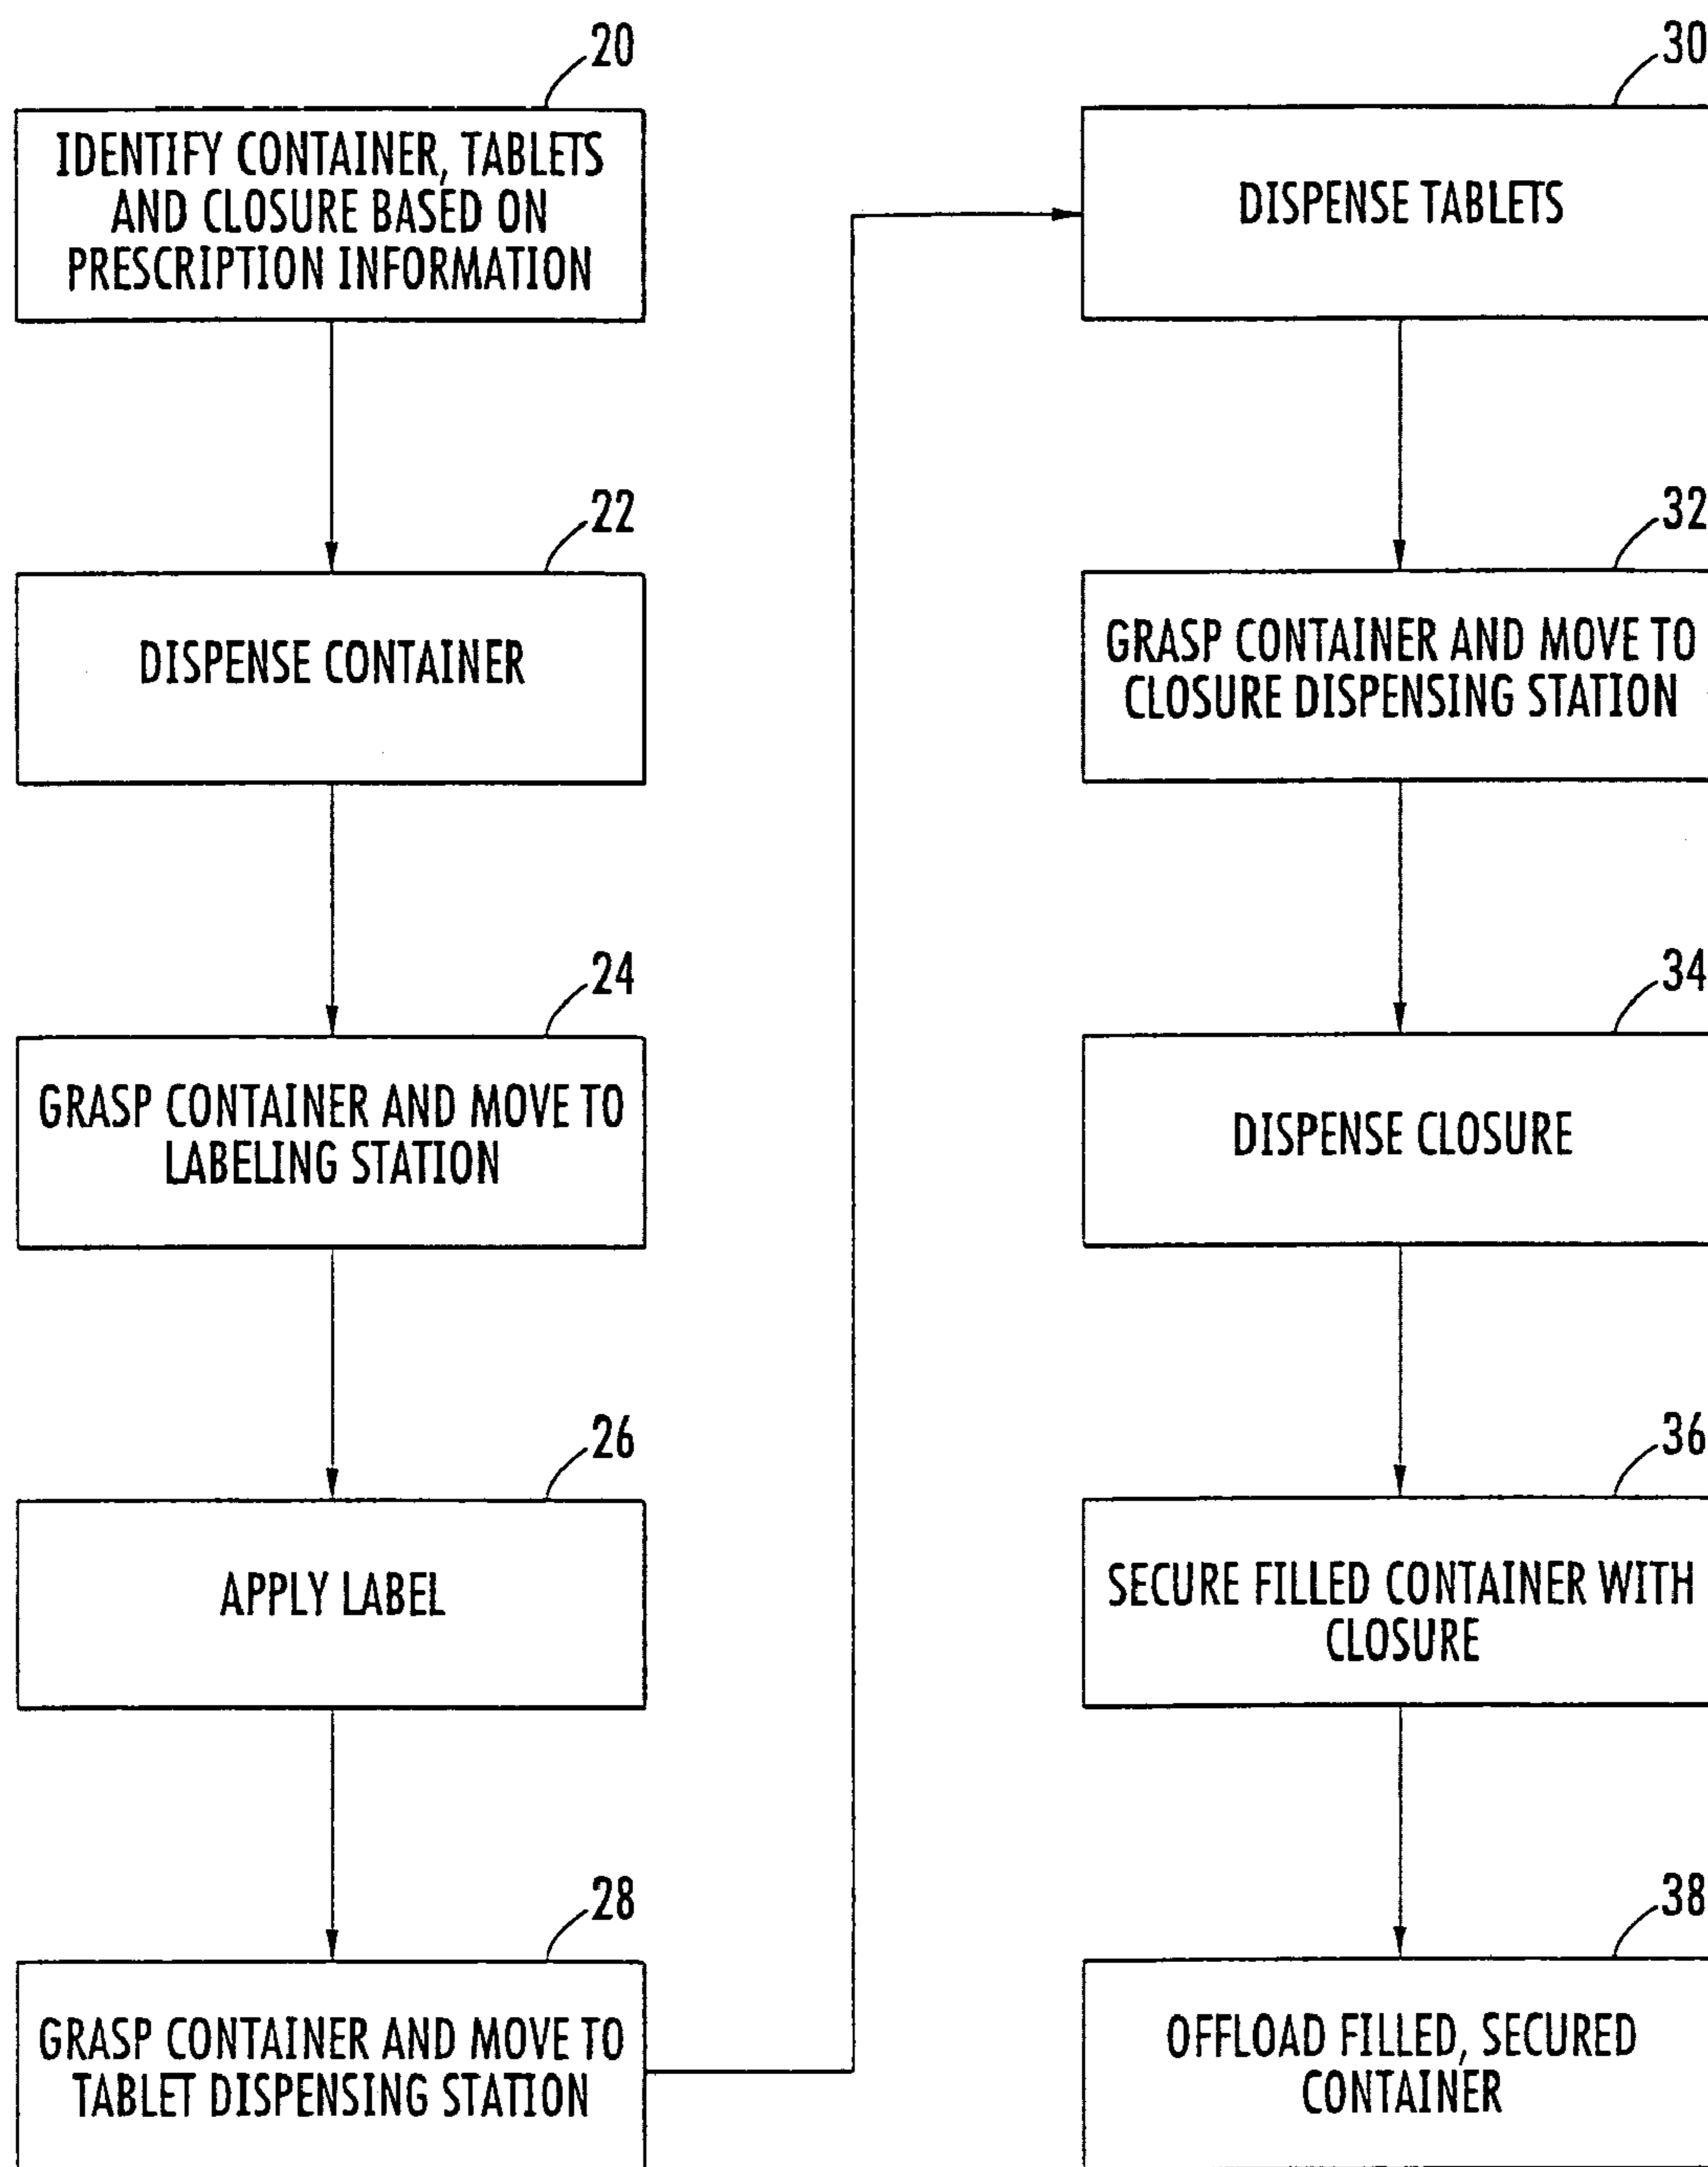 20
IDENTIFY CONTAINER, TABLETS
AND CLOSURE BASED ON
PRESCRIPTION INFORMATION
22
DISPENSE CONTAINER
24
GRASP CONTAINER AND MOVE TO
LABELING STATION
26
APPLY LABEL
28
GRASP CONTAINER AND MOVE TO
TABLET DISPENSING STATION
30
DISPENSE TABLETS
32
GRASP CONTAINER AND MOVE TO
CLOSURE DISPENSING STATION
34
DISPENSE CLOSURE
36
SECURE FILLED CONTAINER WITH
CLOSURE
38
OFFLOAD FILLED, SECURED
CONTAINER